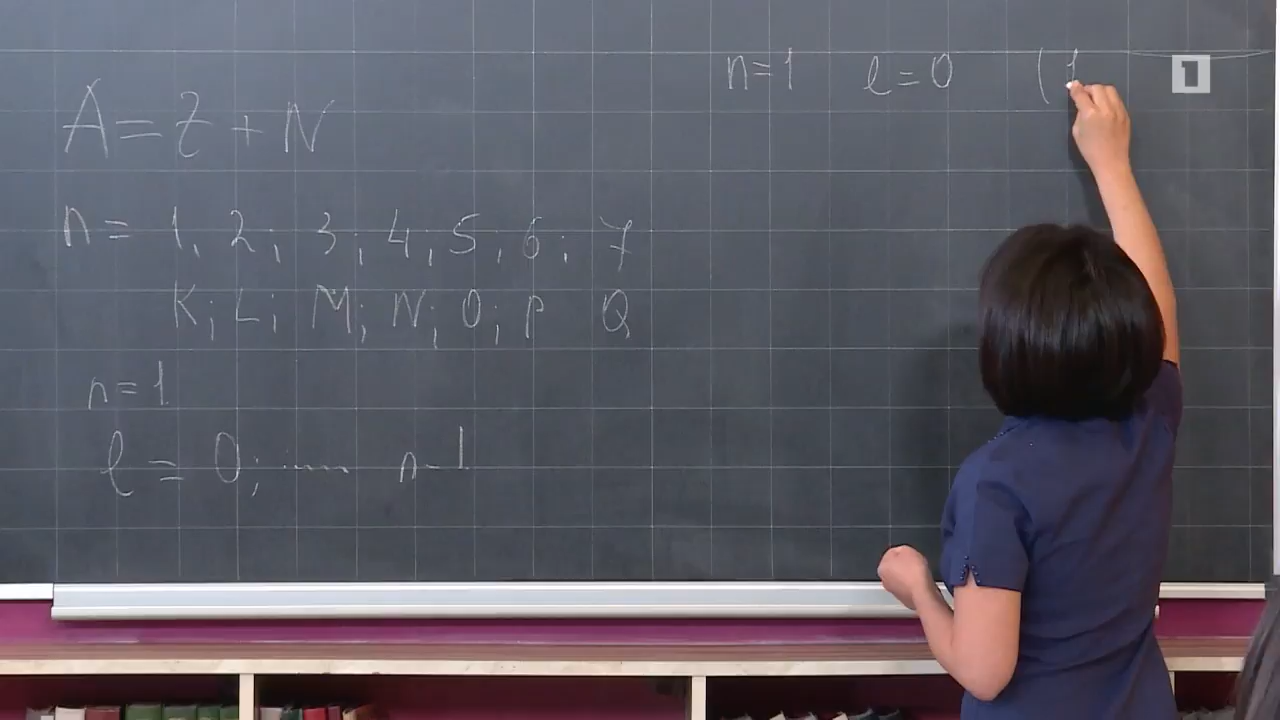 A = Z + N
n = 1, 2; 3; 4; 5; 6; 7
K; L; M; N; O; P Q
n=1
l = 0; ..... n-1
n=1 l=0 (1
1